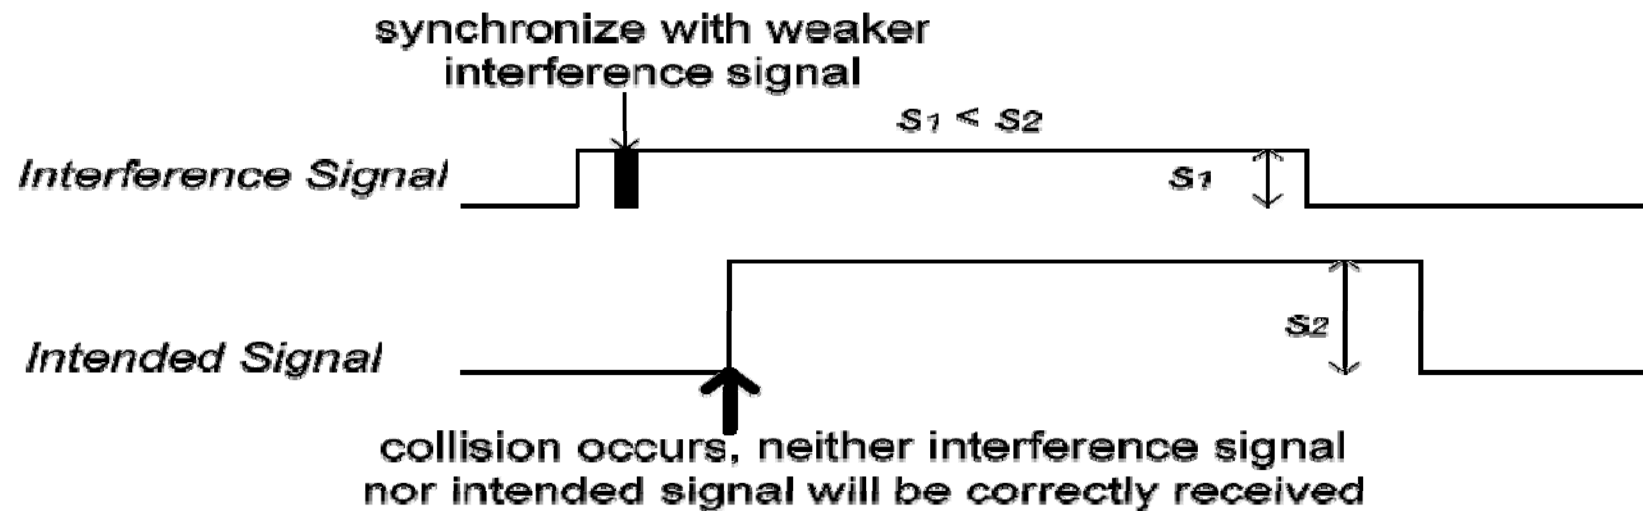 synchronize with weaker
interference signal
S1 < S2
Interference Signal
S1
S2
Intended Signal
collision occurs, neither interference signal
nor intended signal will be correctly received